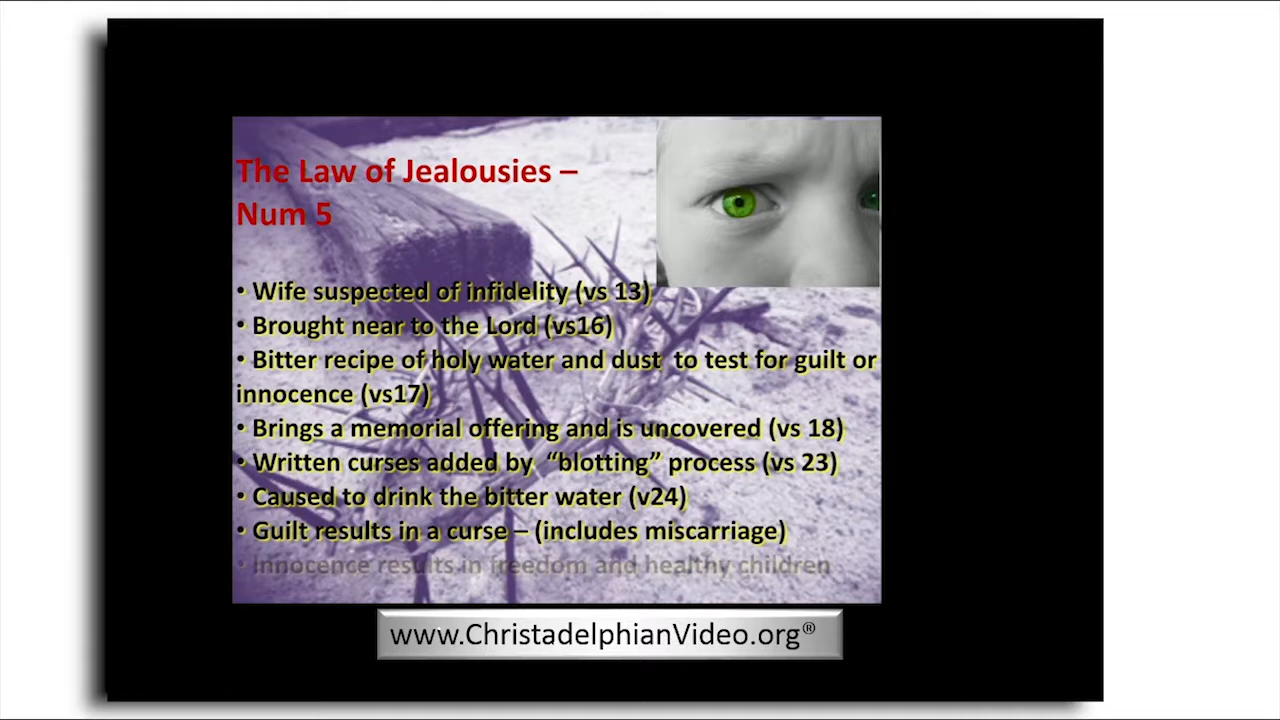 The Law of Jealousies –
Num 5
• Wife suspected of infidelity (vs 13)
• Brought near to the Lord (vs16)
• Bitter recipe of holy water and dust to test for guilt or
innocence (vs17)
• Brings a memorial offering and is uncovered (vs 18)
• Written curses added by “blotting” process (vs 23)
• Caused to drink the bitter water (v24)
• Guilt results in a curse – (includes miscarriage)
• Innocence results in freedom and healthy children
www.ChristadelphianVideo.org®